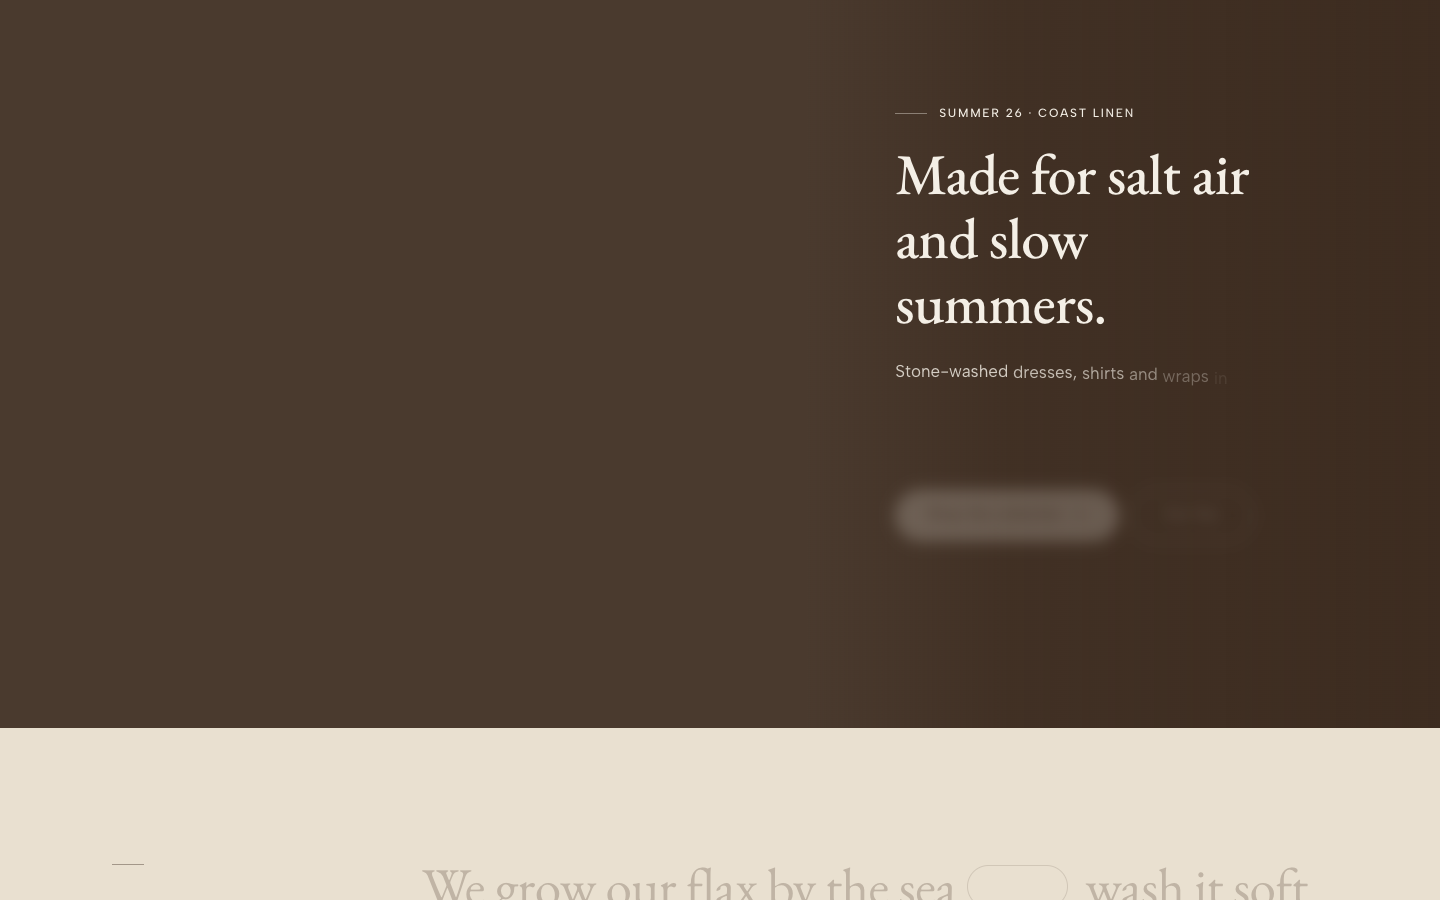 SUMMER 26 · COAST LINEN
Made for salt air
and slow
summers.
Stone-washed dresses, shirts and wraps in
We grow our flax by the sea wash it soft